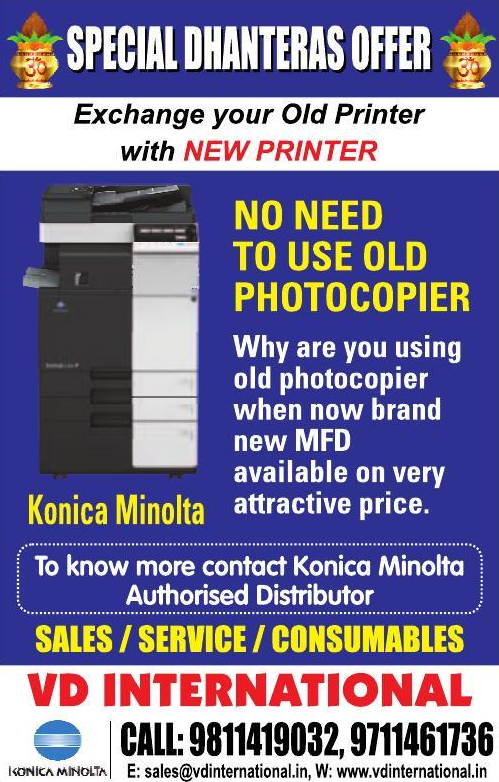 SPECIAL DHANTERAS OFFER
Exchange your Old Printer
with NEW PRINTER
NO NEED
TO USE OLD
PHOTOCOPIER
Why are you using
old photocopier
when now brand
new MFD
available on very
attractive price.
Konica Minolta
To know more contact Konica Minolta
Authorised Distributor
SALES / SERVICE / CONSUMABLES
VD INTERNATIONAL
KONICA MINOLTA
CALL: 9811419032, 9711461736
E: sales@vdinternational.in, W: www.vdinternational.in